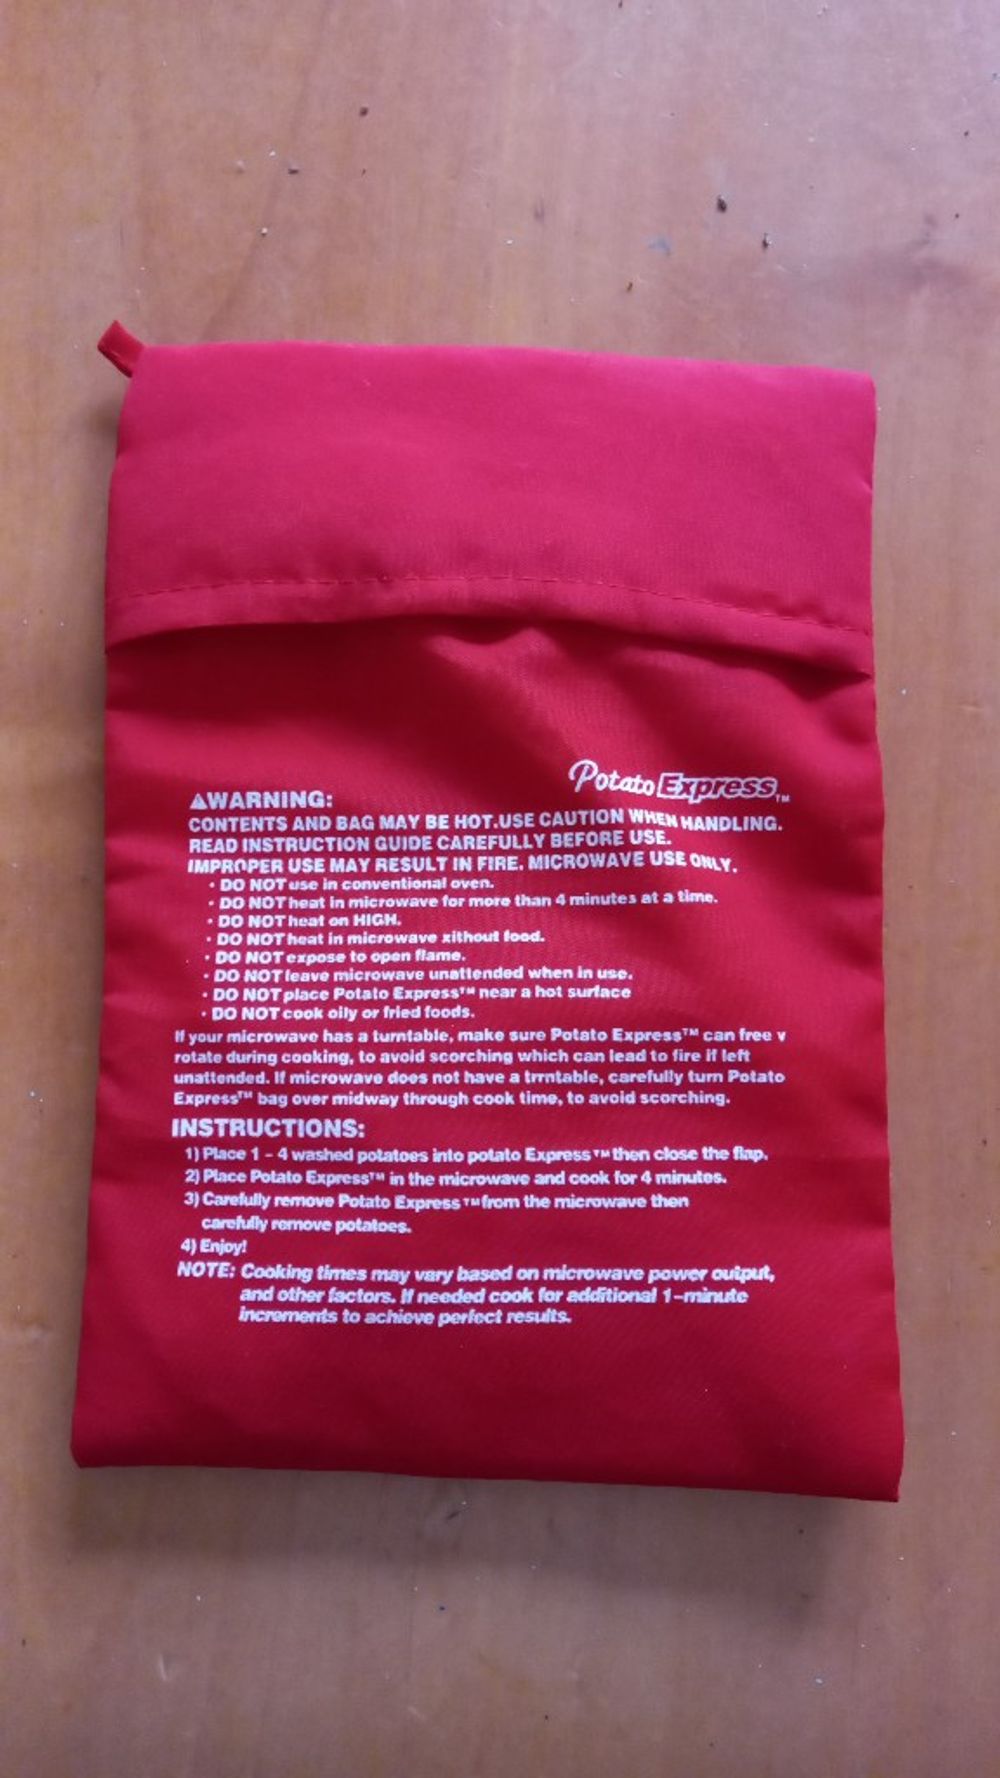 Potato Express™
⚠WARNING:
CONTENTS AND BAG MAY BE HOT.USE CAUTION WHEN HANDLING.
READ INSTRUCTION GUIDE CAREFULLY BEFORE USE.
IMPROPER USE MAY RESULT IN FIRE. MICROWAVE USE ONLY.
• DO NOT use in conventional oven.
• DO NOT heat in microwave for more than 4 minutes at a time.
• DO NOT heat on HIGH.
• DO NOT heat in microwave xithout food.
• DO NOT expose to open flame.
• DO NOT leave microwave unattended when in use.
• DO NOT place Potato Express™ near a hot surface
• DO NOT cook oily or fried foods.
If your microwave has a turntable, make sure Potato Express™ can free v
rotate during cooking, to avoid scorching which can lead to fire if left
unattended. If microwave does not have a trrntable, carefully turn Potato
Express™ bag over midway through cook time, to avoid scorching.
INSTRUCTIONS:
1) Place 1 - 4 washed potatoes into potato Express™ then close the flap.
2) Place Potato Express™ in the microwave and cook for 4 minutes.
3) Carefully remove Potato Express™ from the microwave then
carefully remove potatoes.
4) Enjoy!
NOTE: Cooking times may vary based on microwave power output,
and other factors. If needed cook for additional 1-minute
increments to achieve perfect results.